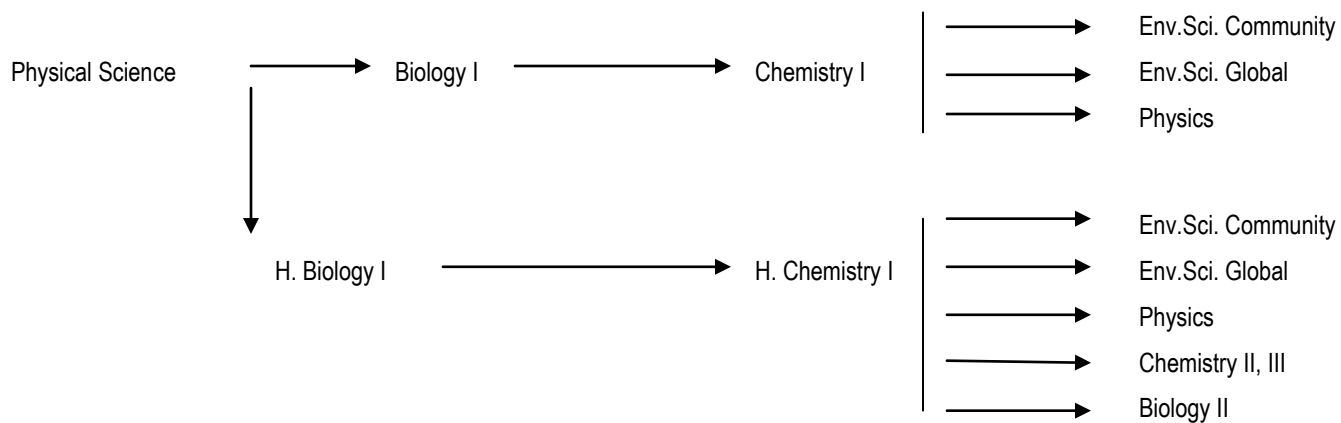 Physical Science
Biology I
Chemistry I
Env.Sci. Community
Env.Sci. Global
Physics
H. Biology I
H. Chemistry I
Env.Sci. Community
Env.Sci. Global
Physics
Chemistry II, III
Biology II